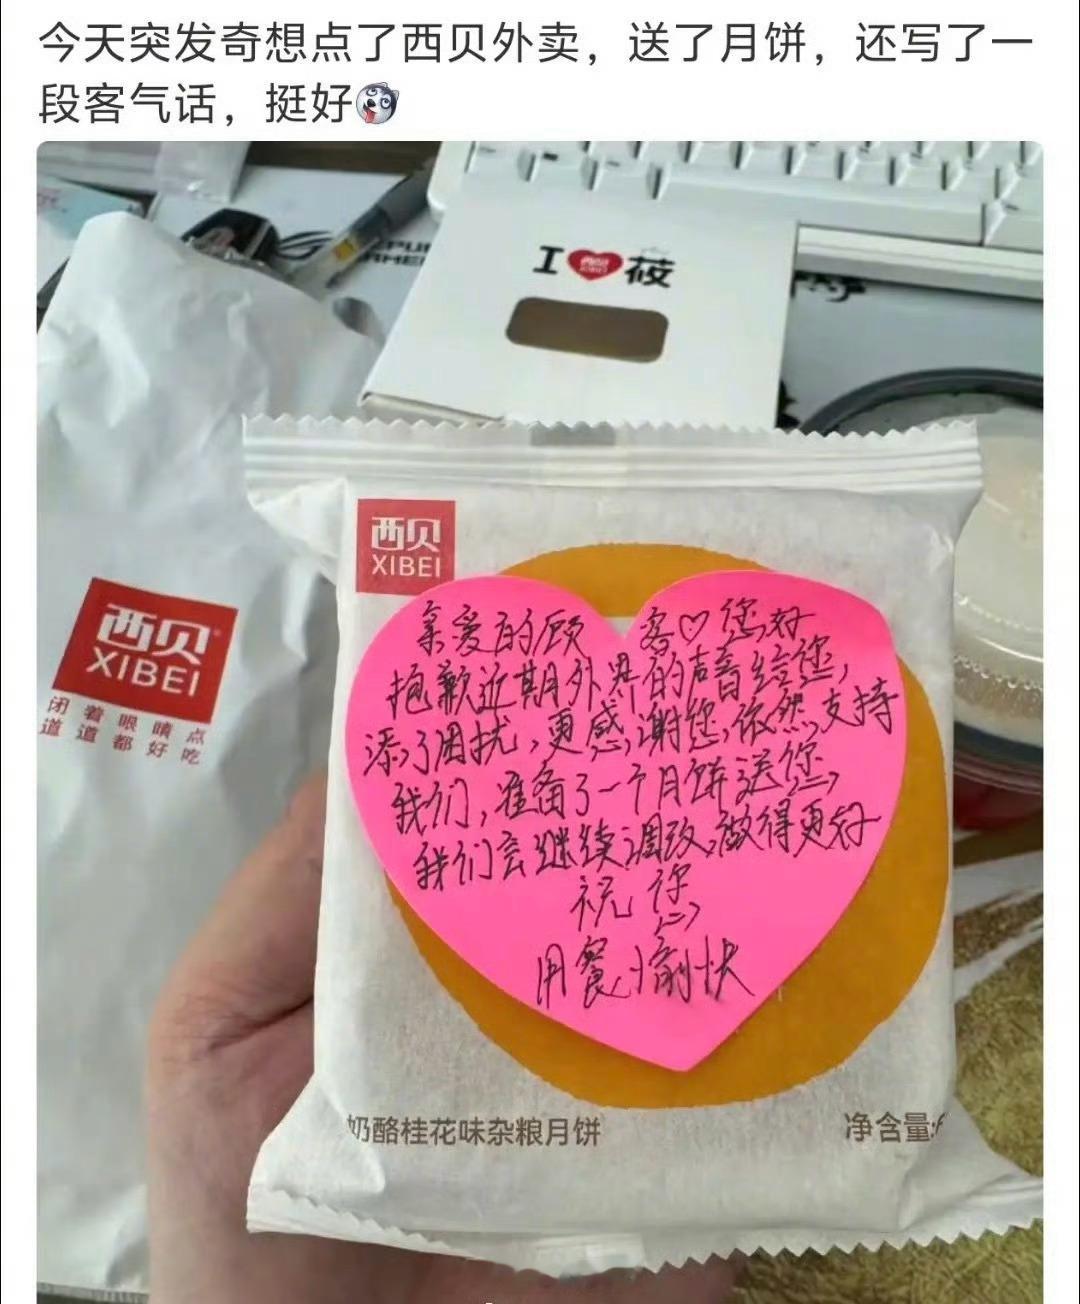 今天突发奇想点了西贝外卖，送了月饼，还写了一
段客气话，挺好
I 西贝 XIBEI 莜
西贝
XIBEI
西贝
XIBEI
闭着眼睛点
道道都好吃
亲爱的顾客♡您好
抱歉近期外界的声音给您，
添了困扰，更感谢您依然支持
我们，准备了一个月饼送您，
我们会继续调改，做得更好
祝您
用餐愉快
奶酪桂花味杂粮月饼
净含量: